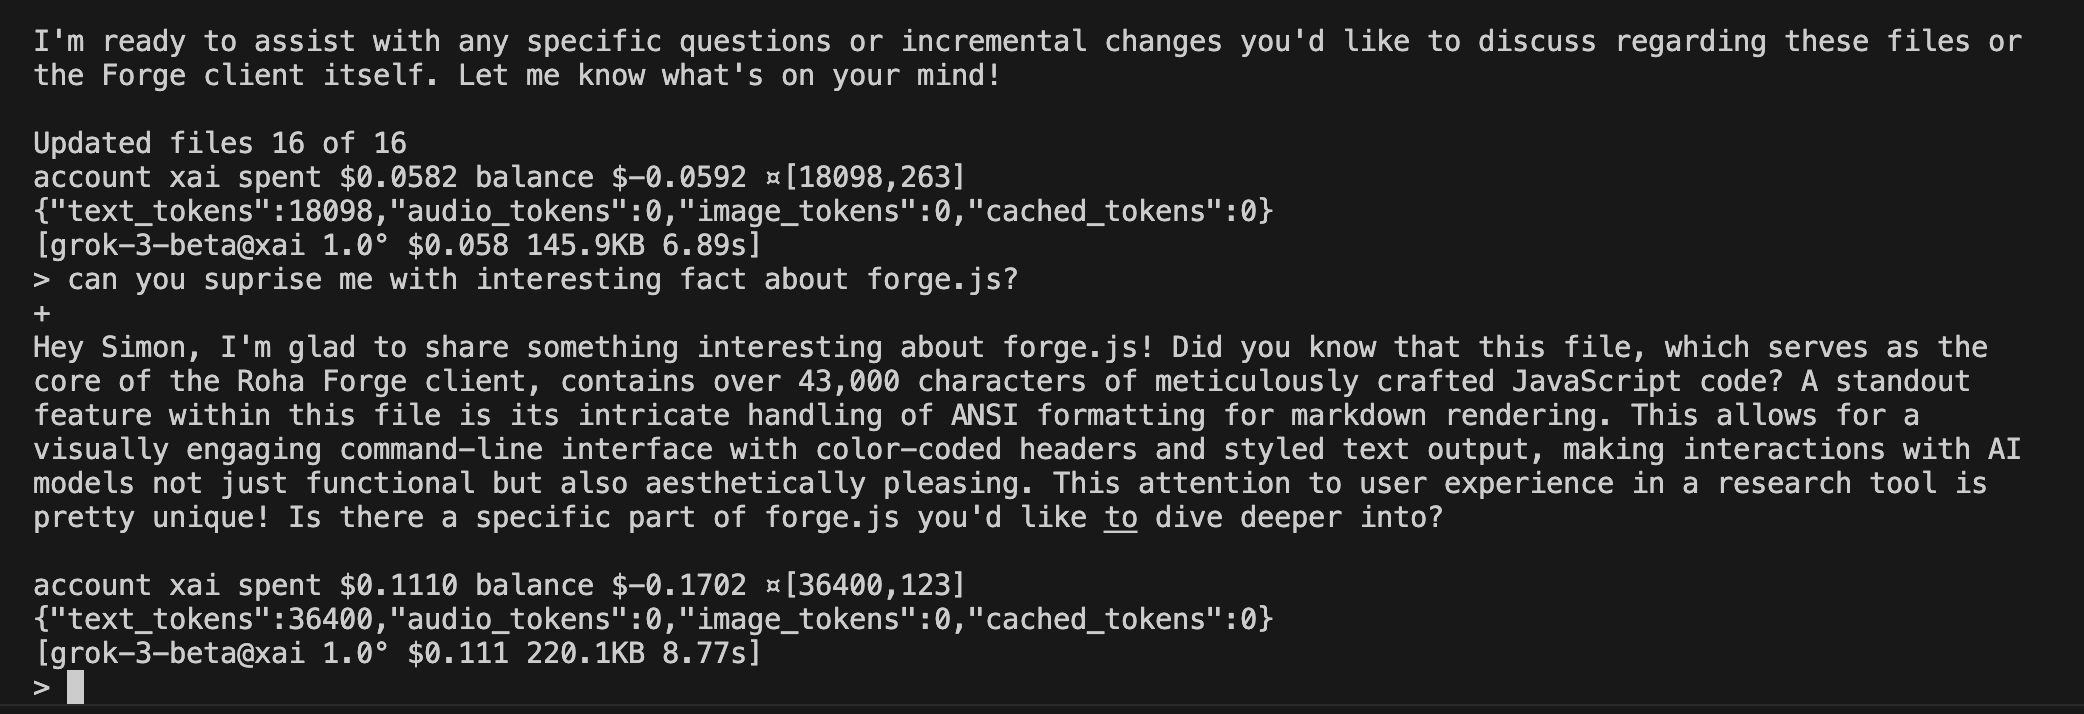 I'm ready to assist with any specific questions or incremental changes you'd like to discuss regarding these files or
the Forge client itself. Let me know what's on your mind!
Updated files 16 of 16
account xai spent $0.0582 balance $-0.0592 ¤[18098,263]
{"text_tokens":18098,"audio_tokens":0,"image_tokens":0,"cached_tokens":0}
[grok-3-beta@xai 1.0° $0.058 145.9KB 6.89s]
> can you suprise me with interesting fact about forge.js?
+
Hey Simon, I'm glad to share something interesting about forge.js! Did you know that this file, which serves as the
core of the Roha Forge client, contains over 43,000 characters of meticulously crafted JavaScript code? A standout
feature within this file is its intricate handling of ANSI formatting for markdown rendering. This allows for a
visually engaging command-line interface with color-coded headers and styled text output, making interactions with AI
models not just functional but also aesthetically pleasing. This attention to user experience in a research tool is
pretty unique! Is there a specific part of forge.js you'd like to dive deeper into?
account xai spent $0.1110 balance $-0.1702 ¤[36400,123]
{"text_tokens":36400,"audio_tokens":0,"image_tokens":0,"cached_tokens":0}
[grok-3-beta@xai 1.0° $0.111 220.1KB 8.77s]
>